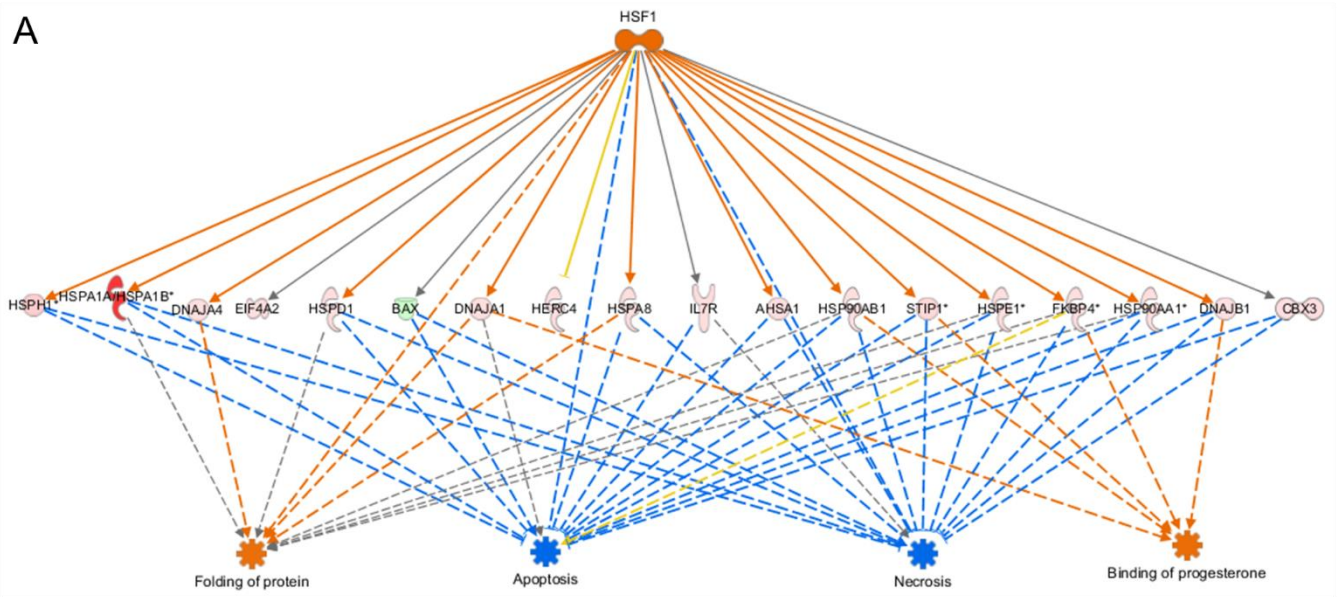 A
HSF1
HSPH1*
HSPA1A/HSPA1B*
DNAJA4
EIF4A2
HSPD1
BAX
DNAJA1
HERC4
HSPA8
IL7R
AHSA1
HSP90AB1
STIP1*
HSPE1*
FKBP4*
HSP90AA1*
DNAJB1
CBX3
Folding of protein
Apoptosis
Necrosis
Binding of progesterone